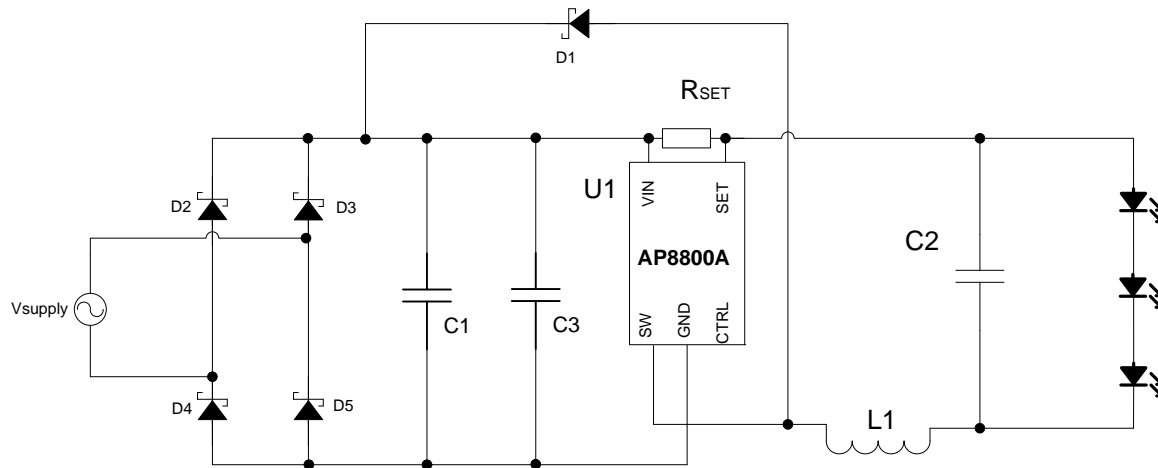 D1
RSET
U1
VIN
SET
D2
D3
AP8800A
C2
Vsupply
C1
C3
SW
GND
CTRL
D4
D5
L1